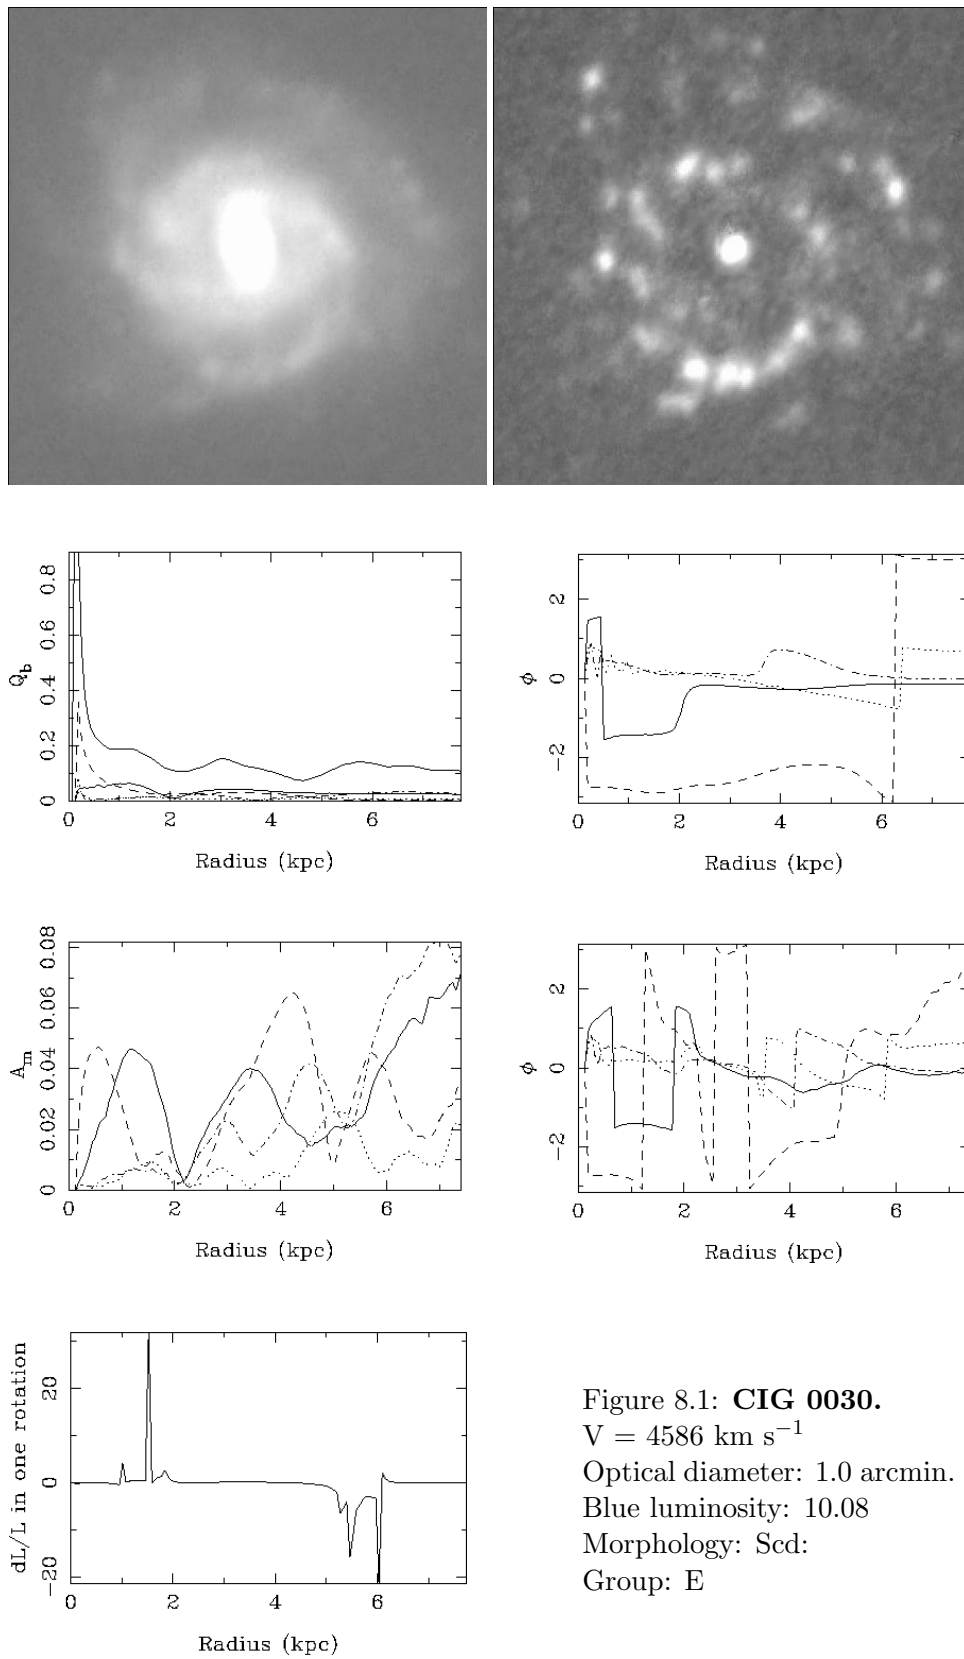 0.8
0.6
0.4
0.2
0
Q_b
0 2 4 6
Radius (kpc)
2
0
−2
ϕ
0 2 4 6
Radius (kpc)
0.08
0.06
0.04
0.02
0
A_m
0 2 4 6
Radius (kpc)
2
0
−2
ϕ
0 2 4 6
Radius (kpc)
20
0
−20
dL/L in one rotation
0 2 4 6
Radius (kpc)
Figure 8.1: CIG 0030.
V = 4586 km s⁻¹
Optical diameter: 1.0 arcmin.
Blue luminosity: 10.08
Morphology: Scd:
Group: E